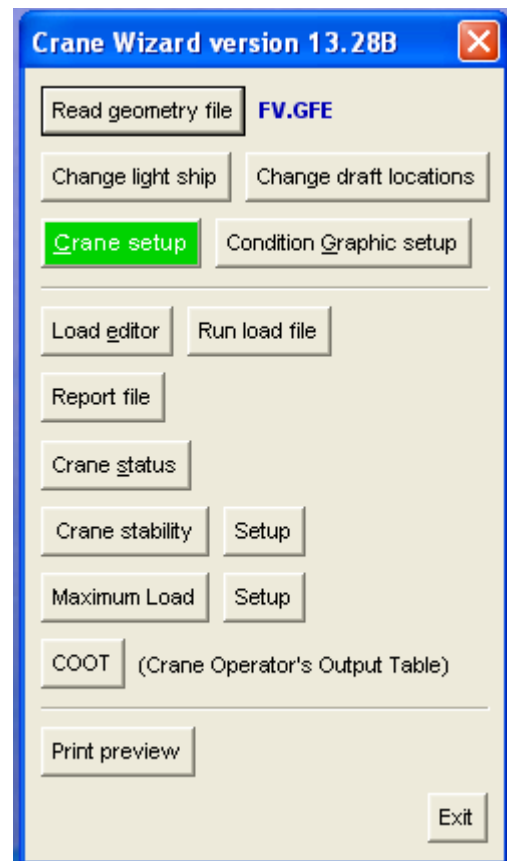 Crane Wizard version 13.28B
Read geometry file FV.GFE
Change light ship Change draft locations
Crane setup Condition Graphic setup
Load editor Run load file
Report file
Crane status
Crane stability Setup
Maximum Load Setup
COOT (Crane Operator's Output Table)
Print preview
Exit